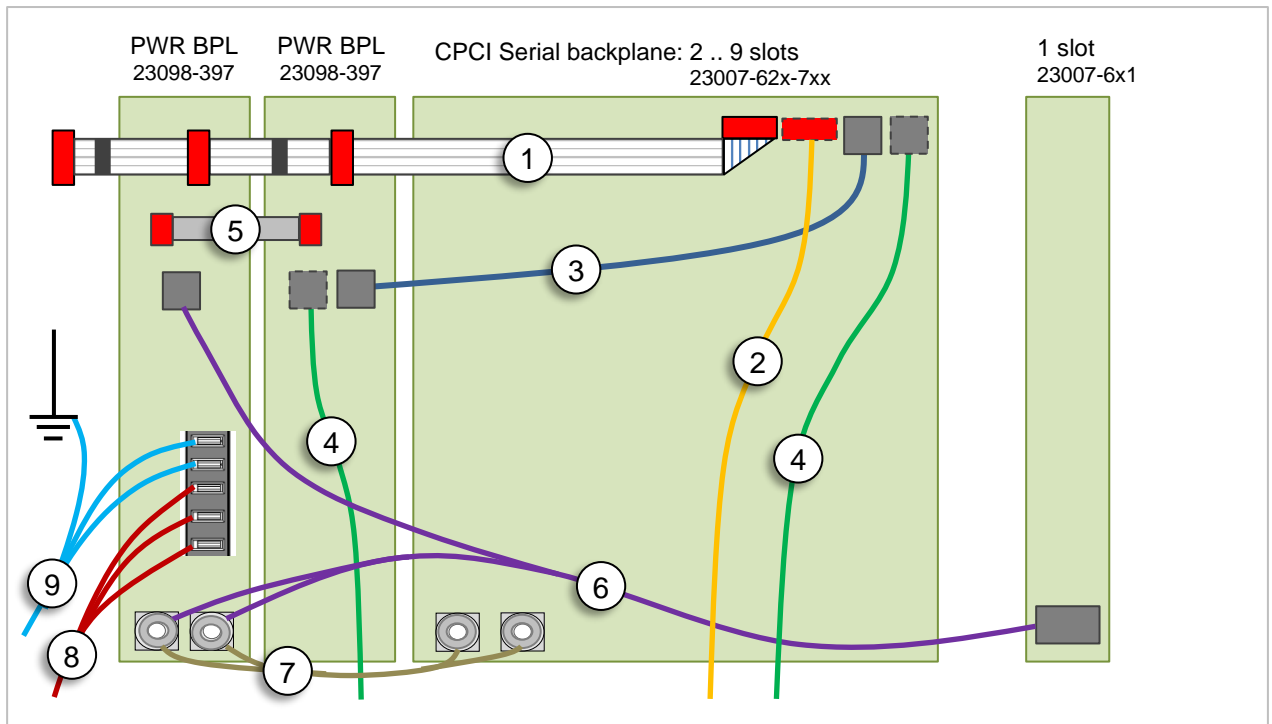 PWR BPL
23098-397
PWR BPL
23098-397
CPCI Serial backplane: 2 .. 9 slots
23007-62x-7xx
1 slot
23007-6x1
1
5
3
2
4
4
6
9
8
7